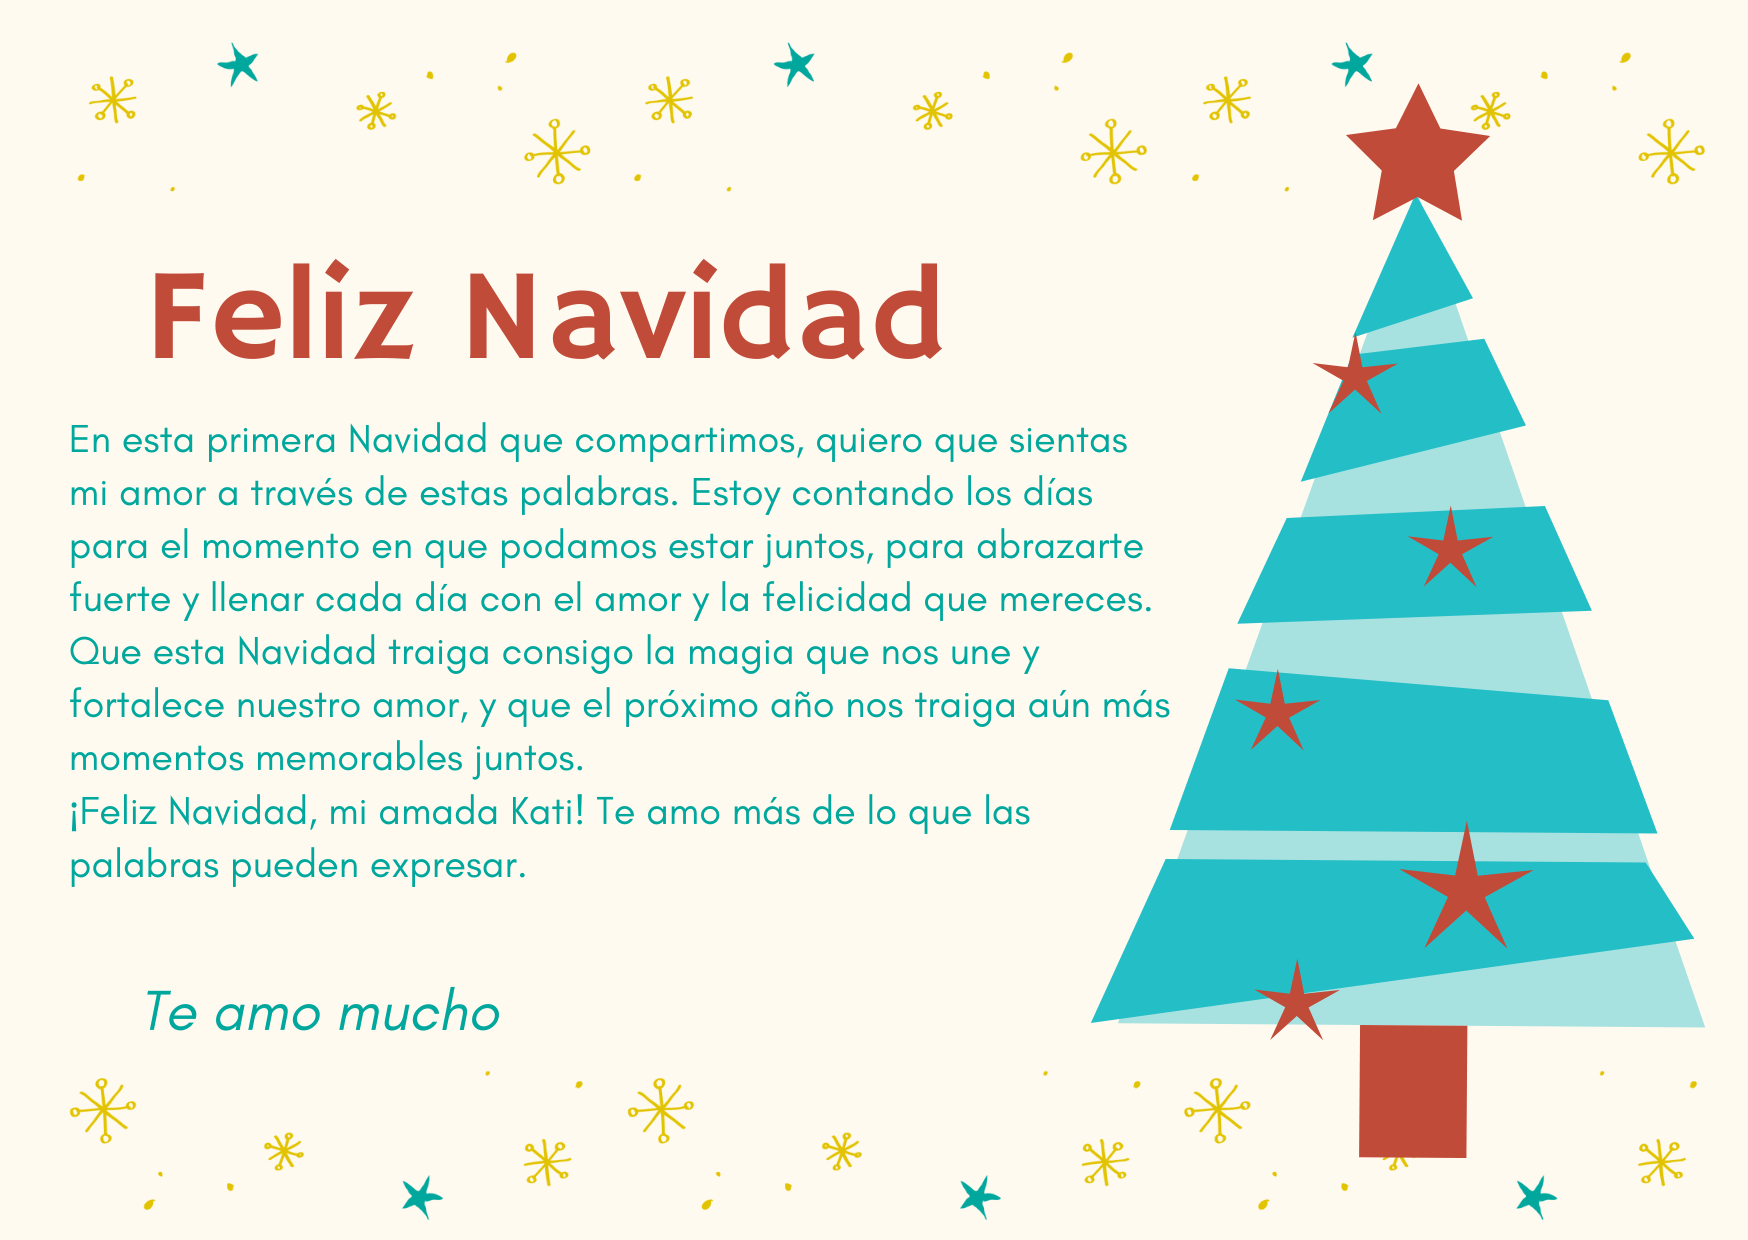 Feliz Navidad
En esta primera Navidad que compartimos, quiero que sientas
mi amor a través de estas palabras. Estoy contando los días
para el momento en que podamos estar juntos, para abrazarte
fuerte y llenar cada día con el amor y la felicidad que mereces.
Que esta Navidad traiga consigo la magia que nos une y
fortalece nuestro amor, y que el próximo año nos traiga aún más
momentos memorables juntos.
¡Feliz Navidad, mi amada Kati! Te amo más de lo que las
palabras pueden expresar.
Te amo mucho